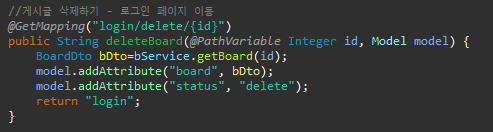 //게시글 삭제하기 - 로그인 페이지 이동
@GetMapping("login/delete/{id}")
public String deleteBoard(@PathVariable Integer id, Model model) {
BoardDto bDto=bService.getBoard(id);
model.addAttribute("board", bDto);
model.addAttribute("status", "delete");
return "login";
}